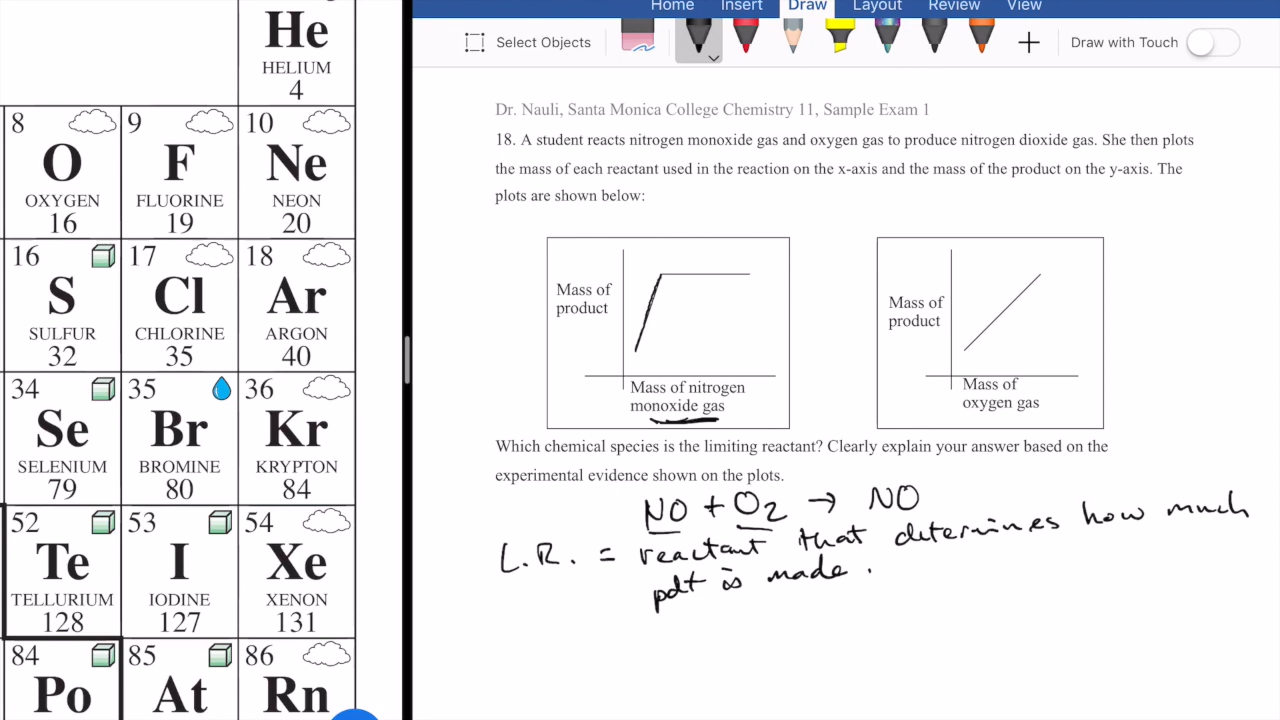 He
HELIUM
4
8 9 10
O F Ne
OXYGEN FLUORINE NEON
16 19 20
16 17 18
S Cl Ar
SULFUR CHLORINE ARGON
32 35 40
34 35 36
Se Br Kr
SELENIUM BROMINE KRYPTON
79 80 84
52 53 54
Te I Xe
TELLURIUM IODINE XENON
128 127 131
84 85 86
Po At Rn
Home Insert Draw Layout Review View
Select Objects
Draw with Touch
Dr. Nauli, Santa Monica College Chemistry 11, Sample Exam 1
18. A student reacts nitrogen monoxide gas and oxygen gas to produce nitrogen dioxide gas. She then plots
the mass of each reactant used in the reaction on the x-axis and the mass of the product on the y-axis. The
plots are shown below:
Mass of
product
Mass of nitrogen
monoxide gas
Mass of
product
Mass of
oxygen gas
Which chemical species is the limiting reactant? Clearly explain your answer based on the
experimental evidence shown on the plots.
NO + O2 → NO
L.R. = reactant that determines how much
pdt is made.